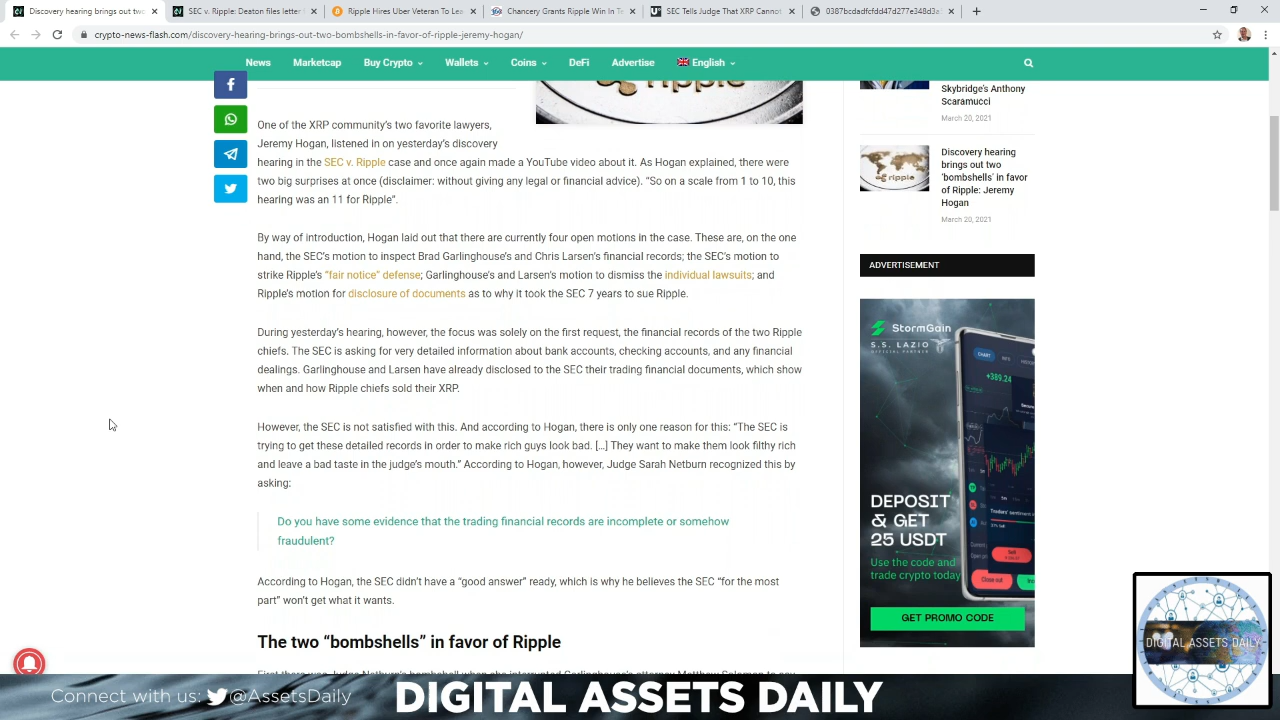 Discovery hearing brings out tw
SEC v. Ripple: Deaton files letter
Ripple Hires Uber Veteran To Le
Chancery Grants Ripple Win In T
SEC Tells Judge That XRP Cannot
0387bcdadfcfdd47d277e348d3
crypto-news-flash.com/discovery-hearing-brings-out-two-bombshells-in-favor-of-ripple-jeremy-hogan/
News Marketcap Buy Crypto Wallets Coins DeFi Advertise English
ripple
One of the XRP community's two favorite lawyers,
Jeremy Hogan, listened in on yesterday's discovery
hearing in the SEC v. Ripple case and once again made a YouTube video about it. As Hogan explained, there were
two big surprises at once (disclaimer: without giving any legal or financial advice). "So on a scale from 1 to 10, this
hearing was an 11 for Ripple".
By way of introduction, Hogan laid out that there are currently four open motions in the case. These are, on the one
hand, the SEC's motion to inspect Brad Garlinghouse's and Chris Larsen's financial records; the SEC's motion to
strike Ripple's "fair notice" defense; Garlinghouse's and Larsen's motion to dismiss the individual lawsuits; and
Ripple's motion for disclosure of documents as to why it took the SEC 7 years to sue Ripple.
During yesterday's hearing, however, the focus was solely on the first request, the financial records of the two Ripple
chiefs. The SEC is asking for very detailed information about bank accounts, checking accounts, and any financial
dealings. Garlinghouse and Larsen have already disclosed to the SEC their trading financial documents, which show
when and how Ripple chiefs sold their XRP.
However, the SEC is not satisfied with this. And according to Hogan, there is only one reason for this: "The SEC is
trying to get these detailed records in order to make rich guys look bad. […] They want to make them look filthy rich
and leave a bad taste in the judge's mouth." According to Hogan, however, Judge Sarah Netburn recognized this by
asking:
Do you have some evidence that the trading financial records are incomplete or somehow
fraudulent?
According to Hogan, the SEC didn't have a "good answer" ready, which is why he believes the SEC "for the most
part" won't get what it wants.
The two "bombshells" in favor of Ripple
Skybridge's Anthony
Scaramucci
March 20, 2021
ripple
Discovery hearing
brings out two
'bombshells' in favor
of Ripple: Jeremy
Hogan
March 20, 2021
ADVERTISEMENT
StormGain
S.S. LAZIO
OFFICIAL PARTNER
CHART
INFO
+389.24
DEPOSIT
& GET
25 USDT
Use the code and
trade crypto today
Sell
Close out
GET PROMO CODE
DIGITAL ASSETS DAILY
Connect with us: @AssetsDaily
DIGITAL ASSETS DAILY